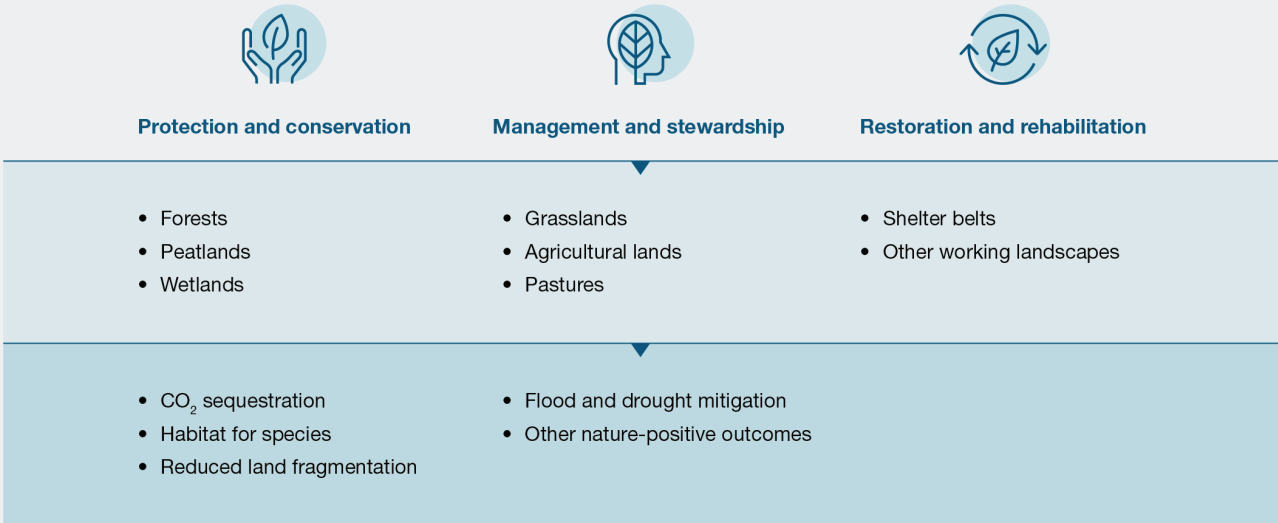 Protection and conservation
Management and stewardship
Restoration and rehabilitation
• Forests
• Peatlands
• Wetlands
• Grasslands
• Agricultural lands
• Pastures
• Shelter belts
• Other working landscapes
• CO₂ sequestration
• Habitat for species
• Reduced land fragmentation
• Flood and drought mitigation
• Other nature-positive outcomes